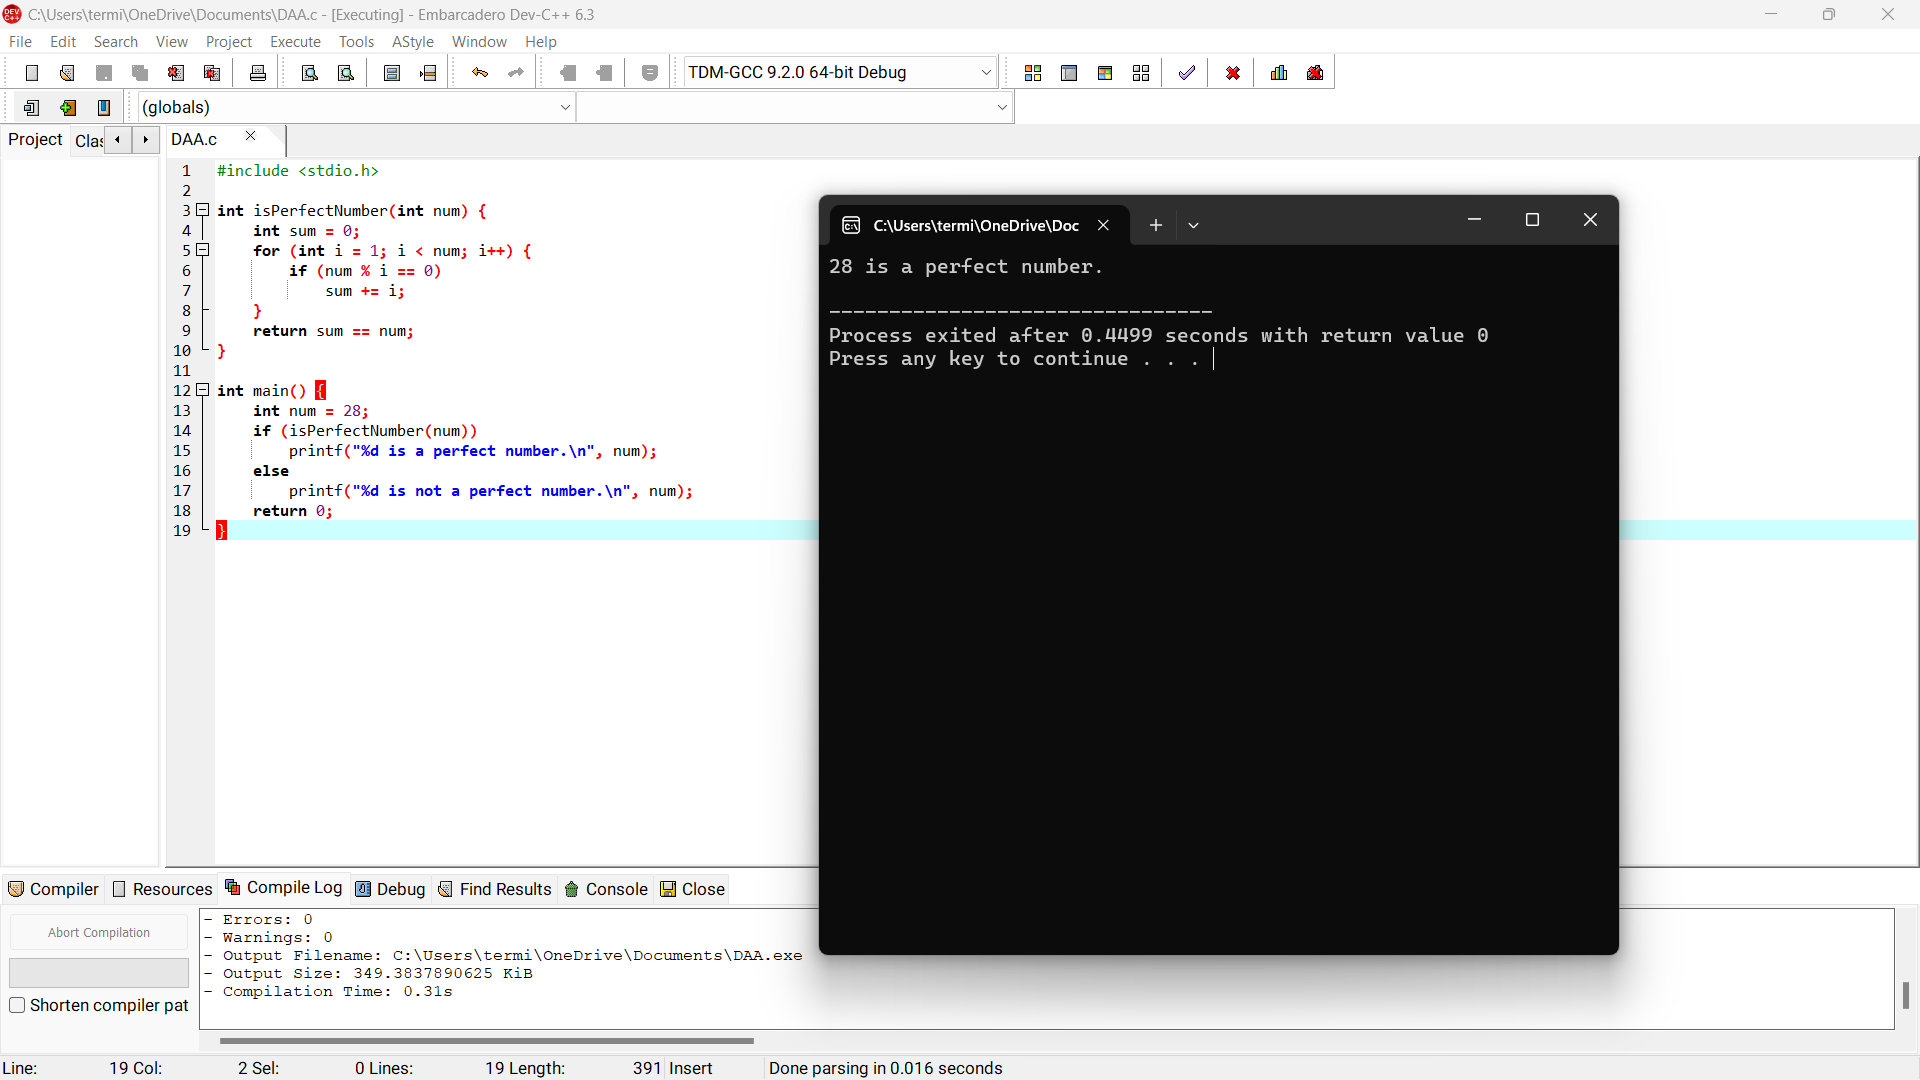 C:\Users\termi\OneDrive\Documents\DAA.c - [Executing] - Embarcadero Dev-C++ 6.3
File Edit Search View Project Execute Tools AStyle Window Help
TDM-GCC 9.2.0 64-bit Debug
(globals)
Project Clas DAA.c
1 #include <stdio.h>
2
3 int isPerfectNumber(int num) {
4     int sum = 0;
5     for (int i = 1; i < num; i++) {
6         if (num % i == 0)
7             sum += i;
8     }
9     return sum == num;
10 }
11
12 int main() {
13     int num = 28;
14     if (isPerfectNumber(num))
15         printf("%d is a perfect number.\n", num);
16     else
17         printf("%d is not a perfect number.\n", num);
18     return 0;
19 }
C:\Users\termi\OneDrive\Doc
28 is a perfect number.
--------------------------------
Process exited after 0.4499 seconds with return value 0
Press any key to continue . . .
Compiler Resources Compile Log Debug Find Results Console Close
Abort Compilation
Shorten compiler pat
- Errors: 0
- Warnings: 0
- Output Filename: C:\Users\termi\OneDrive\Documents\DAA.exe
- Output Size: 349.3837890625 KiB
- Compilation Time: 0.31s
Line: 19 Col: 2 Sel: 0 Lines: 19 Length: 391 Insert Done parsing in 0.016 seconds